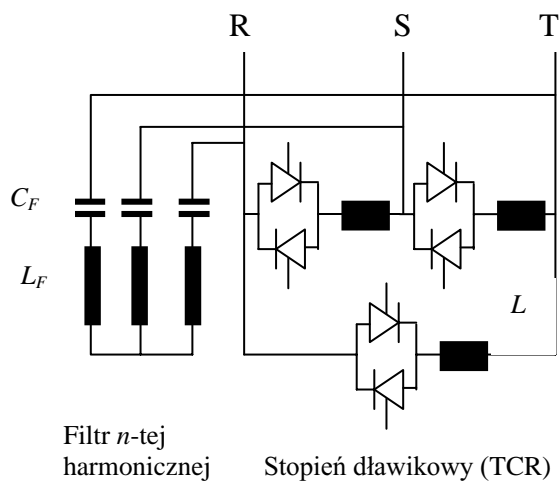 R S T
C_F
L_F
L
Filtr n-tej
harmonicznej
Stopień dławikowy (TCR)